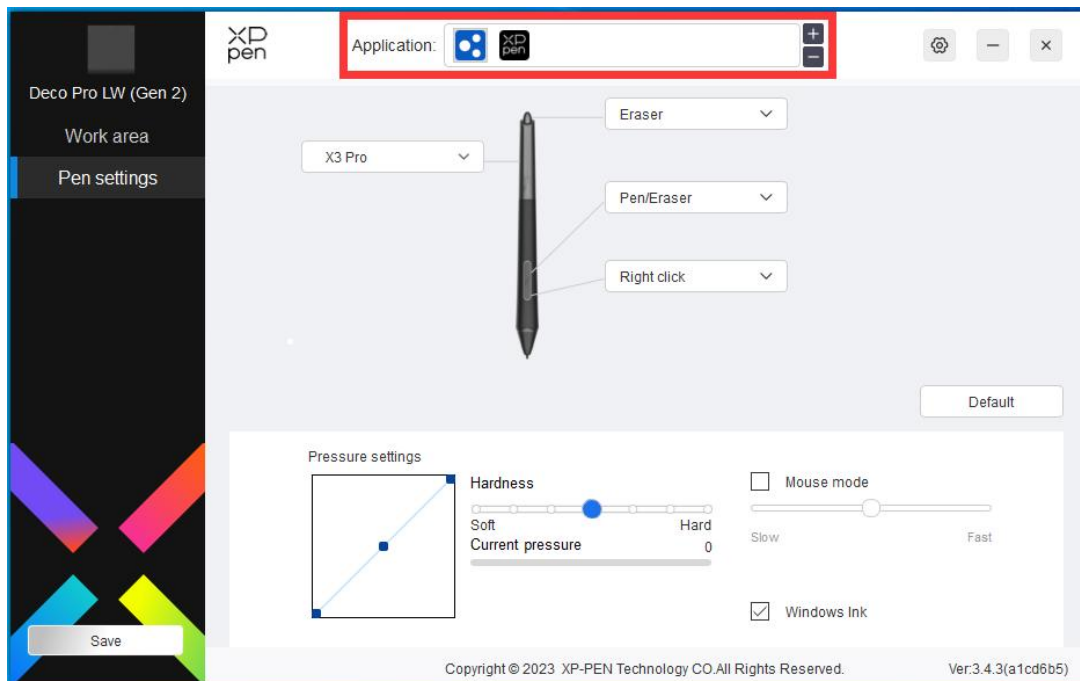 XP
pen
Application:
XP
pen
+
−
Deco Pro LW (Gen 2)
Work area
Pen settings
Eraser
X3 Pro
Pen/Eraser
Right click
Default
Pressure settings
Hardness
Soft Hard
Current pressure 0
Mouse mode
Slow Fast
Windows Ink
Save
Copyright © 2023 XP-PEN Technology CO.All Rights Reserved. Ver:3.4.3(a1cd6b5)